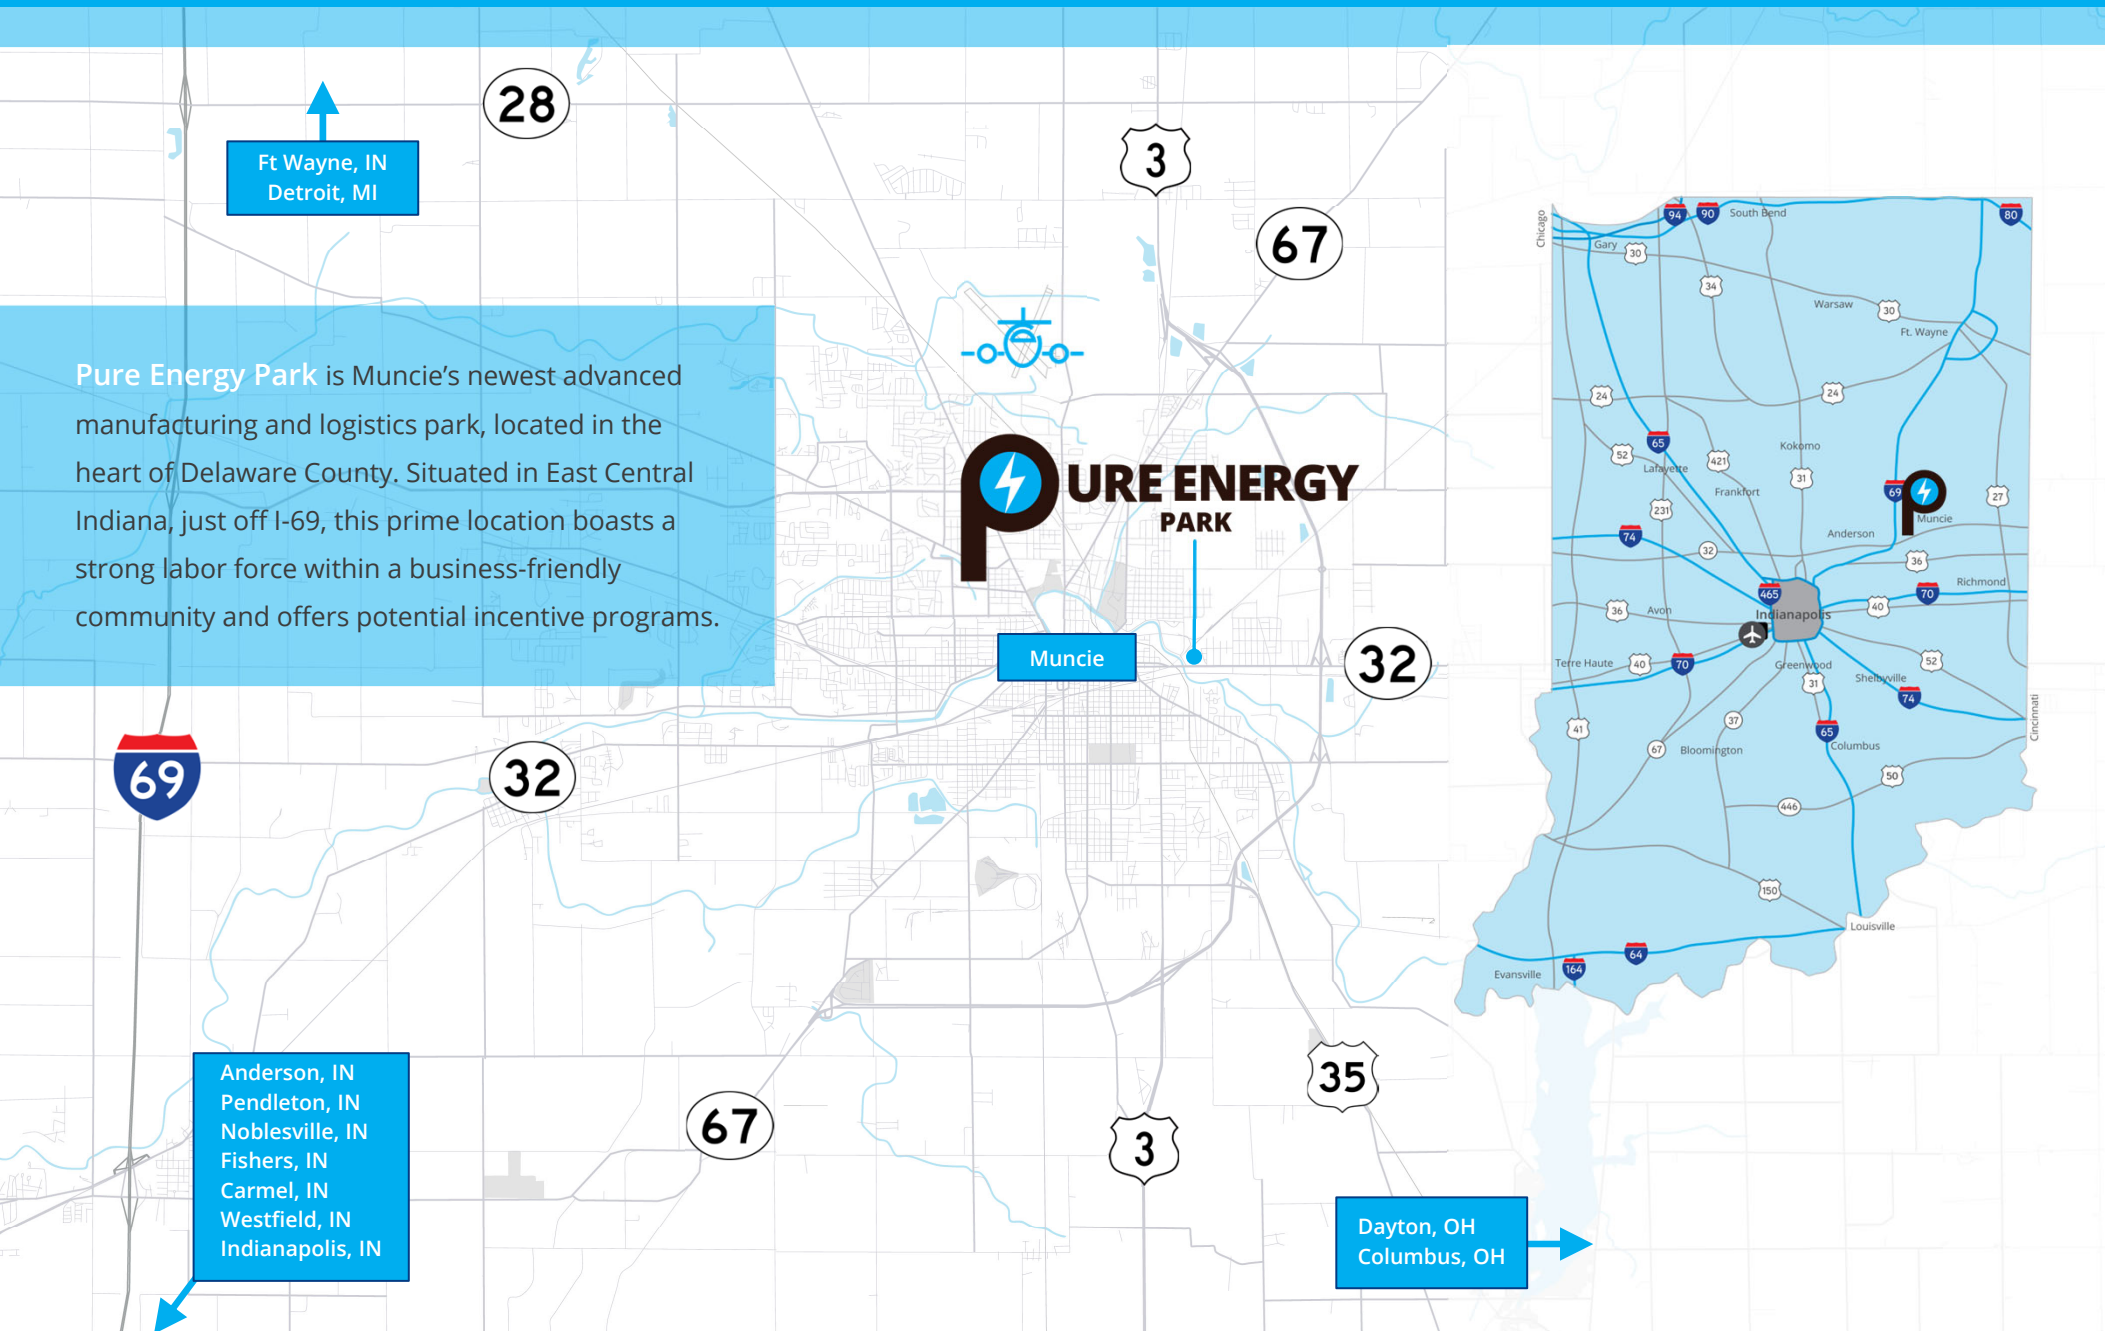 28
Ft Wayne, IN
Detroit, MI
3
67
Pure Energy Park is Muncie's newest advanced
manufacturing and logistics park, located in the
heart of Delaware County. Situated in East Central
Indiana, just off I-69, this prime location boasts a
strong labor force within a business-friendly
community and offers potential incentive programs.
PURE ENERGY
PARK
Muncie
32
69
32
Anderson, IN
Pendleton, IN
Noblesville, IN
Fishers, IN
Carmel, IN
Westfield, IN
Indianapolis, IN
67
3
35
Dayton, OH
Columbus, OH
Chicago
94
90
South Bend
80
Gary
30
34
Warsaw
30
Ft. Wayne
24
24
65
Kokomo
52
Lafayette
421
31
Frankfort
69
P
27
231
Muncie
74
Anderson
32
36
465
Richmond
70
36
Avon
40
Indianapolis
Terre Haute
40
70
Greenwood
52
31
Shelbyville
74
41
37
65
Cincinnati
67
Bloomington
Columbus
50
446
150
Louisville
64
Evansville
164